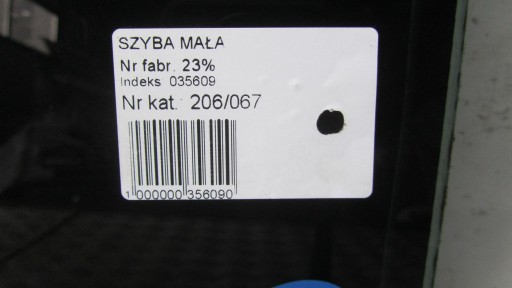 SZYBA MAŁA
Nr fabr. 23%
Indeks 035609
Nr kat. 206/067
1 000000 356090